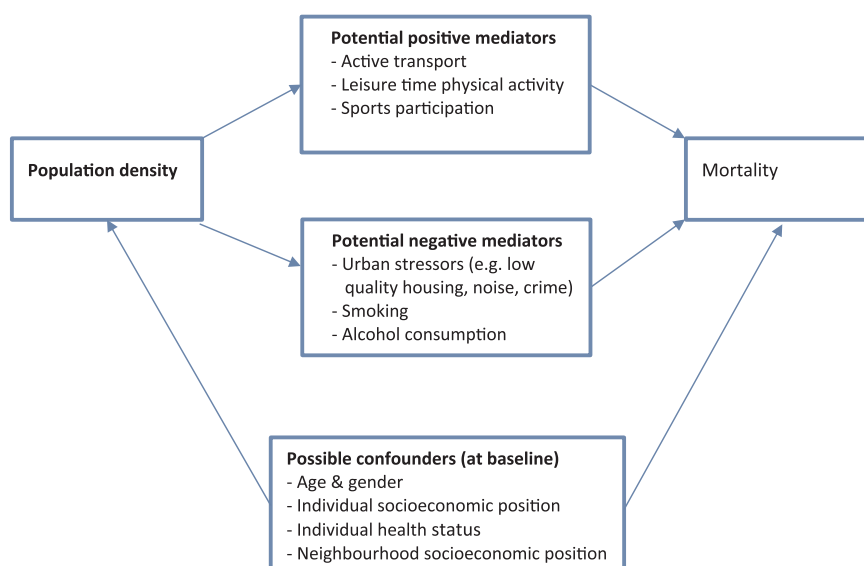 Potential positive mediators
- Active transport
- Leisure time physical activity
- Sports participation
Population density
Mortality
Potential negative mediators
- Urban stressors (e.g. low
quality housing, noise, crime)
- Smoking
- Alcohol consumption
Possible confounders (at baseline)
- Age & gender
- Individual socioeconomic position
- Individual health status
- Neighbourhood socioeconomic position